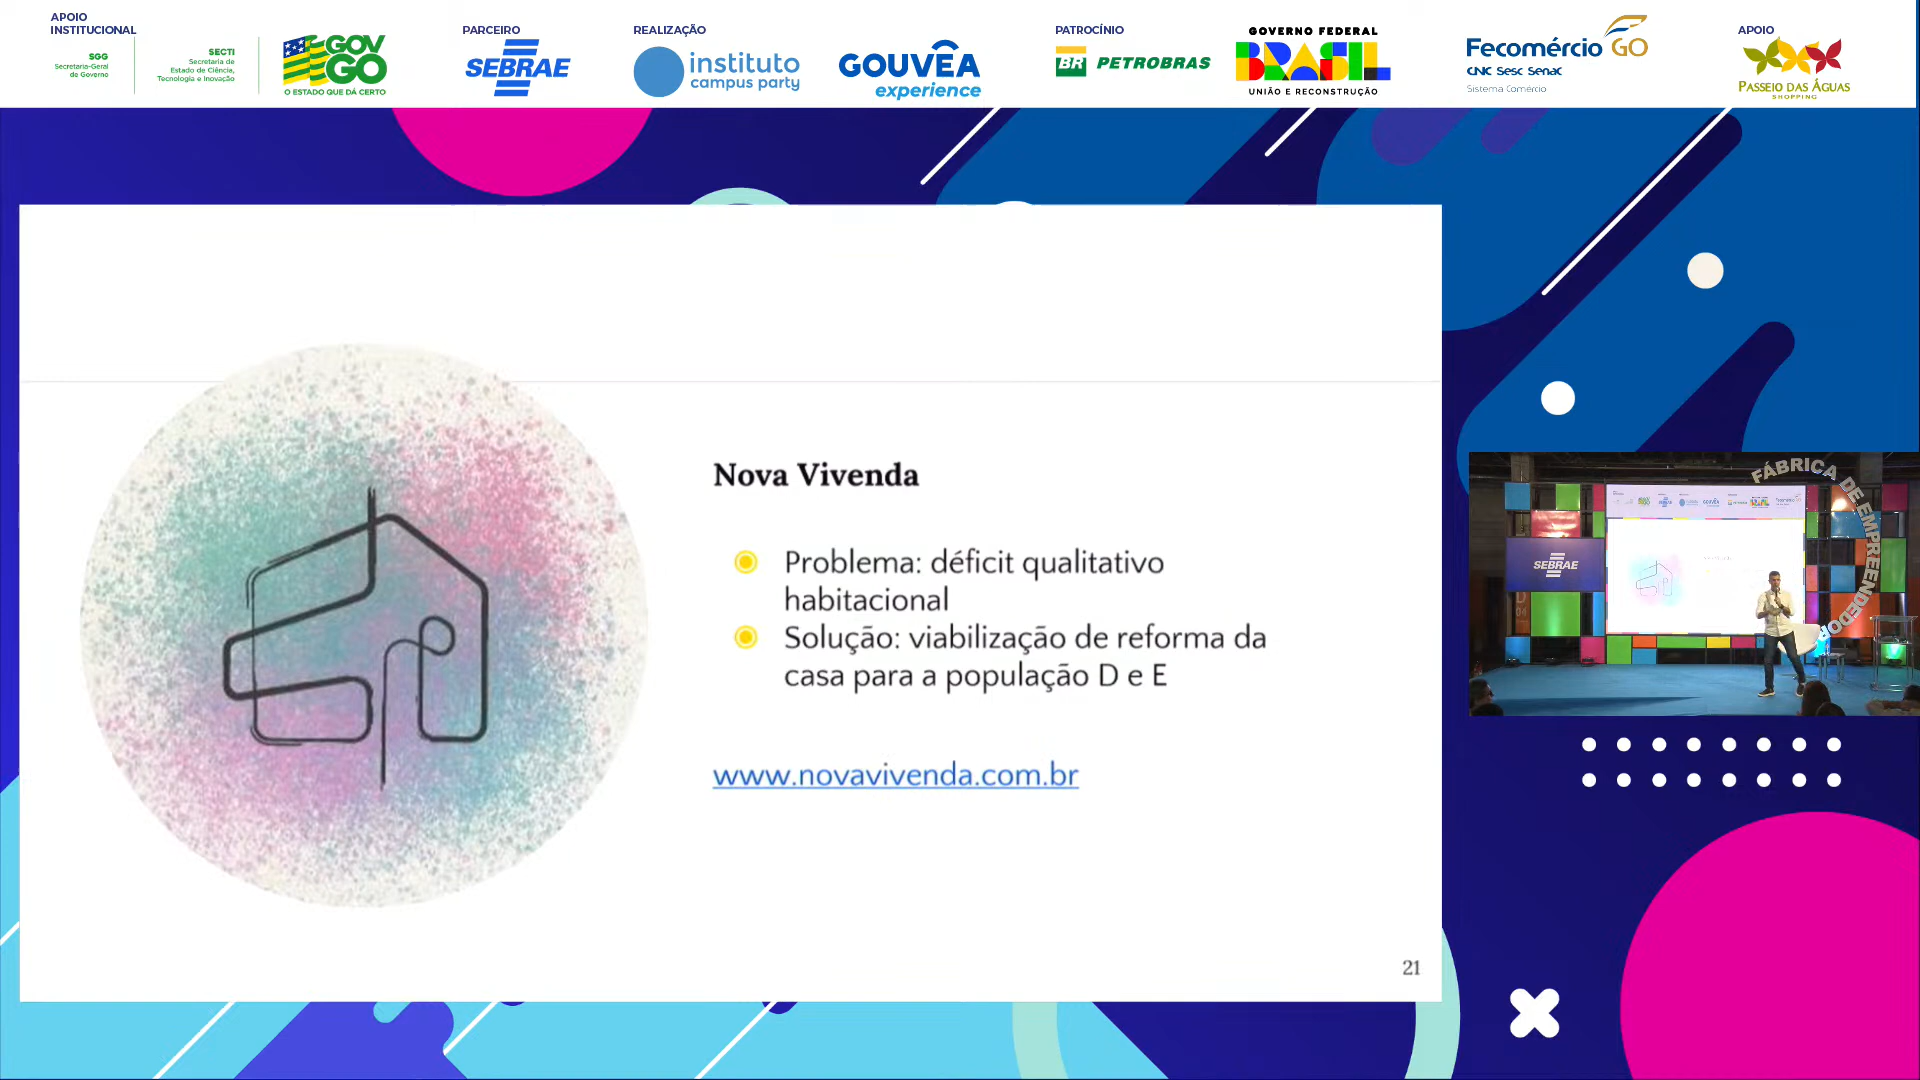 APOIO
INSTITUCIONAL
SGG
Secretaria-Geral
de Governo
SECTI
Secretaria de
Estado de Ciência,
Tecnologia e Inovação
GOV
GO
O ESTADO QUE DÁ CERTO
PARCEIRO
SEBRAE
REALIZAÇÃO
instituto
campus party
GOUVÊA
experience
PATROCÍNIO
BR PETROBRAS
GOVERNO FEDERAL
BRASIL
UNIÃO E RECONSTRUÇÃO
Fecomércio GO
CNC Sesc Senac
Sistema Comércio
APOIO
PASSEIO DAS ÁGUAS
SHOPPING
Nova Vivenda
Problema: déficit qualitativo
habitacional
Solução: viabilização de reforma da
casa para a população D e E
www.novavivenda.com.br
21
FÁBRICA DE EMPREENDEDOR
SEBRAE